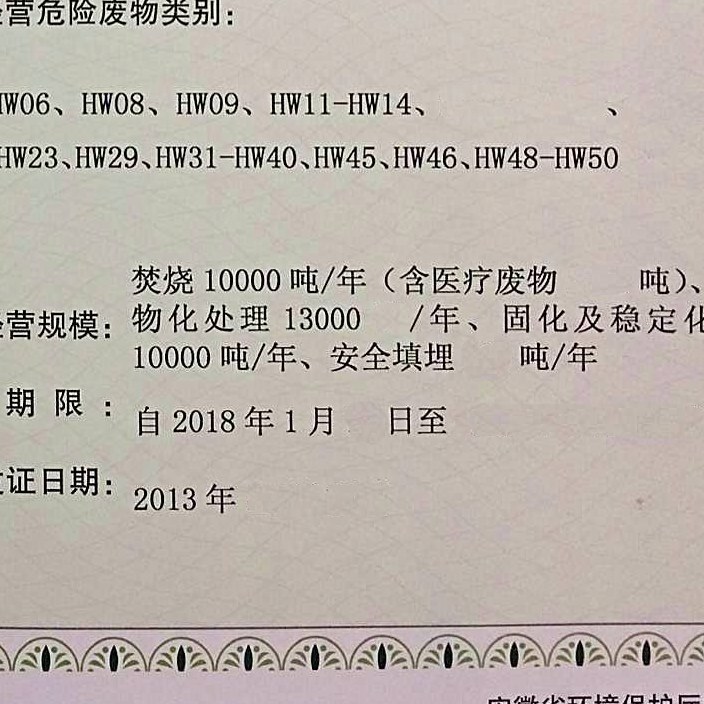 经营危险废物类别：
HW06、HW08、HW09、HW11-HW14、 、
HW23、HW29、HW31-HW40、HW45、HW46、HW48-HW50
焚烧 10000 吨/年（含医疗废物 吨）、
经营规模：物化处理 13000 /年、固化及稳定化
10000 吨/年、安全填埋 吨/年
期 限 ：自 2018 年 1 月 日至
证日期：2013 年
安徽省环境保护厅